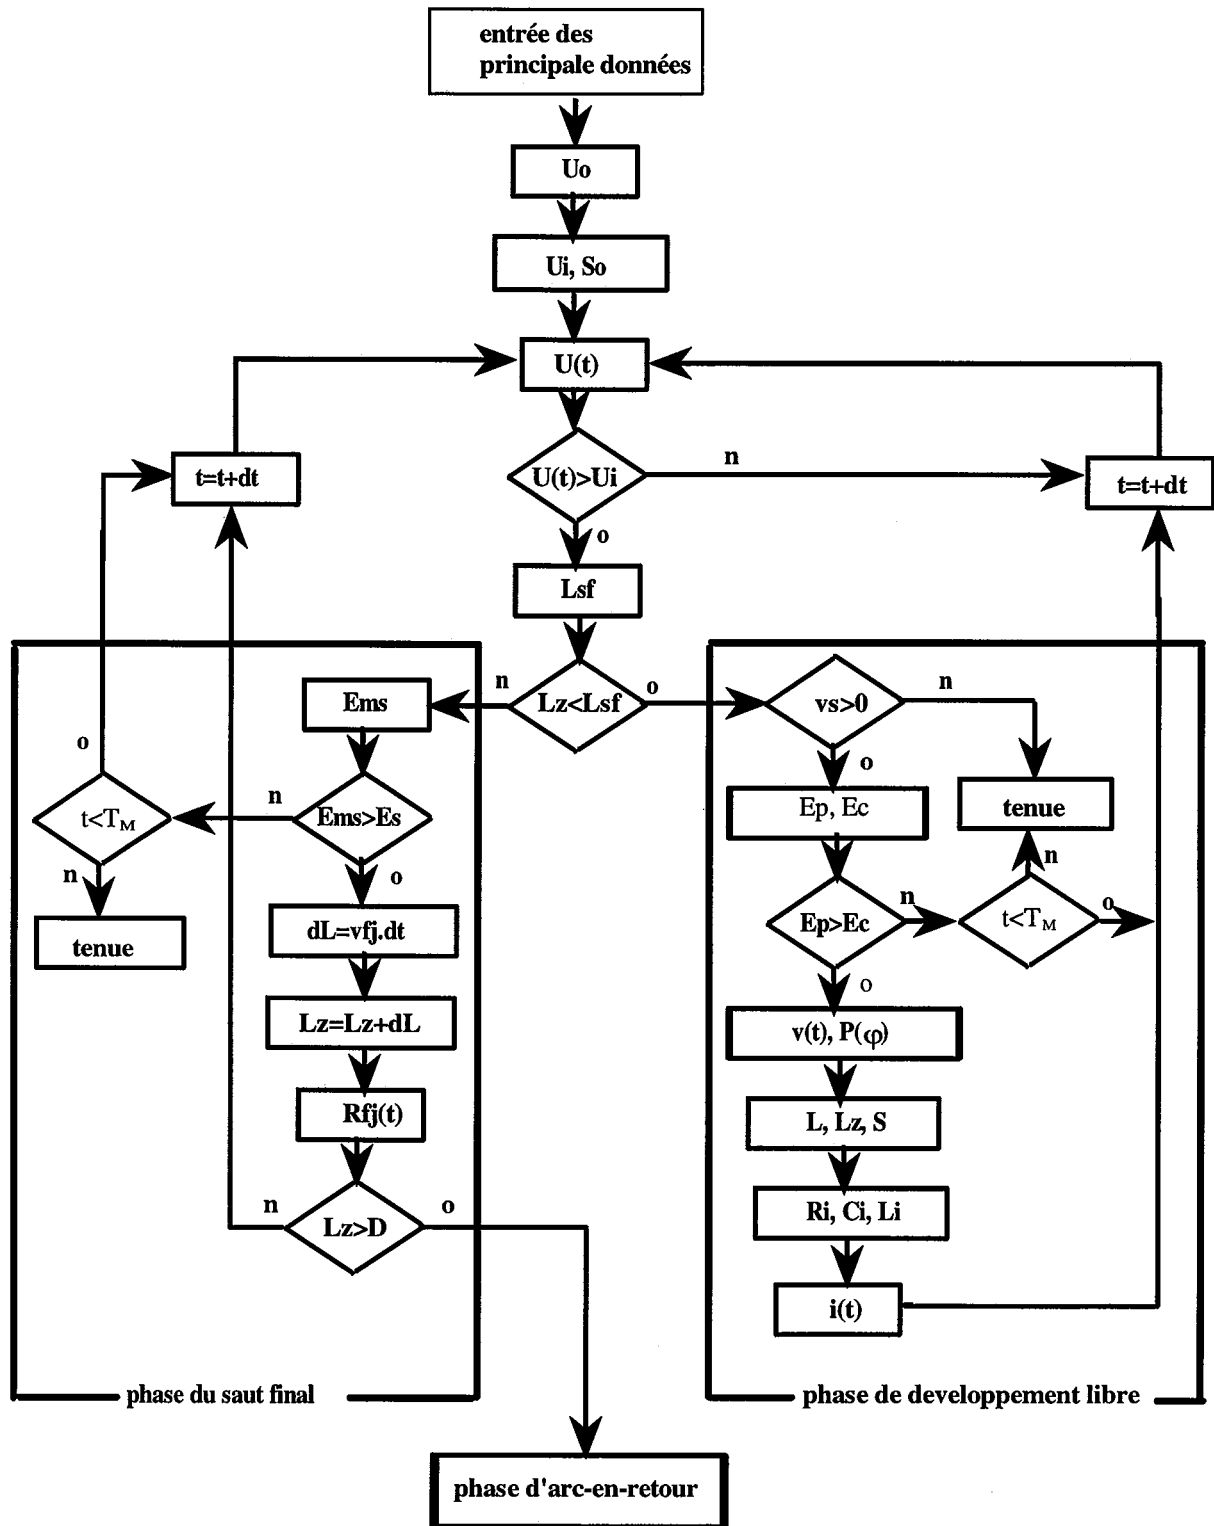 entrée des
principale données
Uo
Ui, So
U(t)
U(t)>Ui
n
o
t=t+dt
t=t+dt
Lsf
Lz<Lsf
n
o
Ems
Ems>Es
n
o
t<TM
o
n
tenue
dL=vfj.dt
Lz=Lz+dL
Rfj(t)
Lz>D
n
o
phase du saut final
vs>0
n
o
Ep, Ec
tenue
Ep>Ec
n
o
t<TM
n
o
v(t), P(φ)
L, Lz, S
Ri, Ci, Li
i(t)
phase de developpement libre
phase d'arc-en-retour